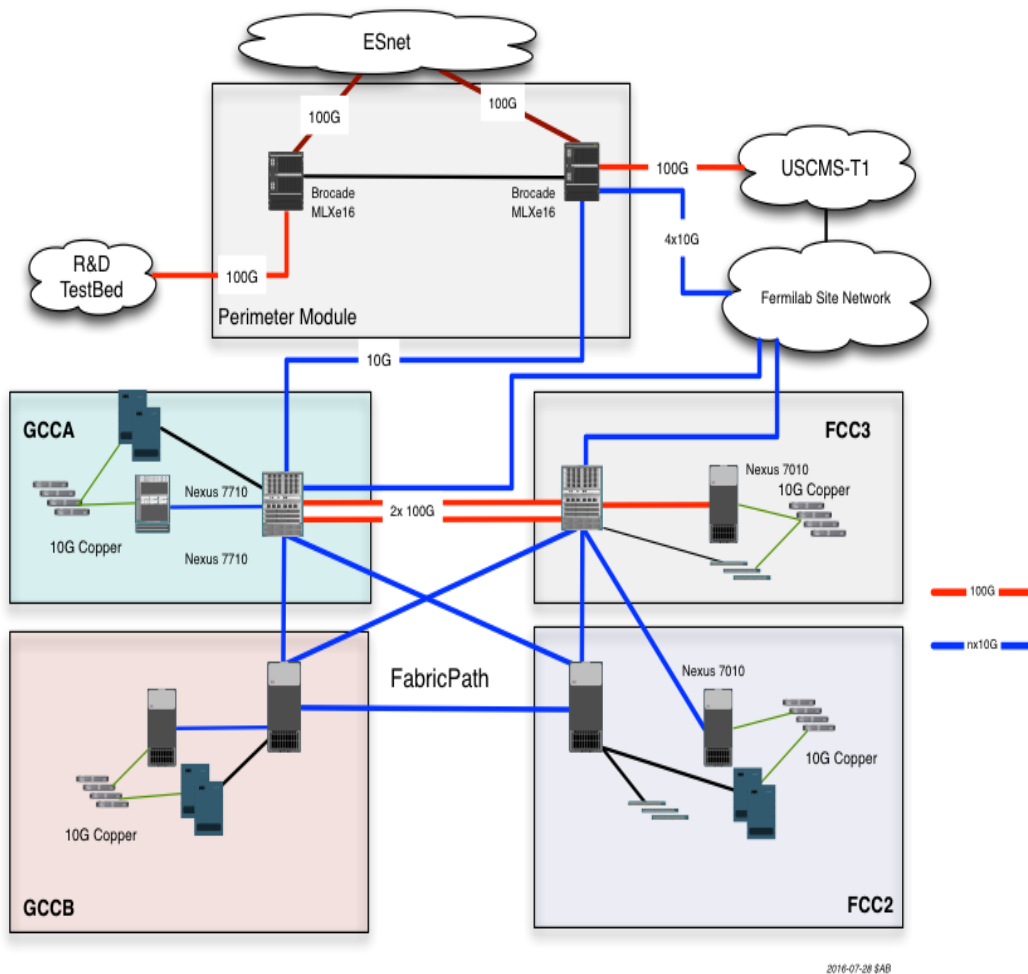 ESnet
100G
100G
Brocade
MLXe16
Brocade
MLXe16
100G
USCMS-T1
4x10G
R&D
TestBed
100G
Fermilab Site Network
Perimeter Module
10G
GCCA
FCC3
Nexus 7710
Nexus 7010
10G Copper
2x 100G
10G Copper
Nexus 7710
100G
nx10G
FabricPath
Nexus 7010
10G Copper
10G Copper
GCCB
FCC2
2016-07-28 $AB